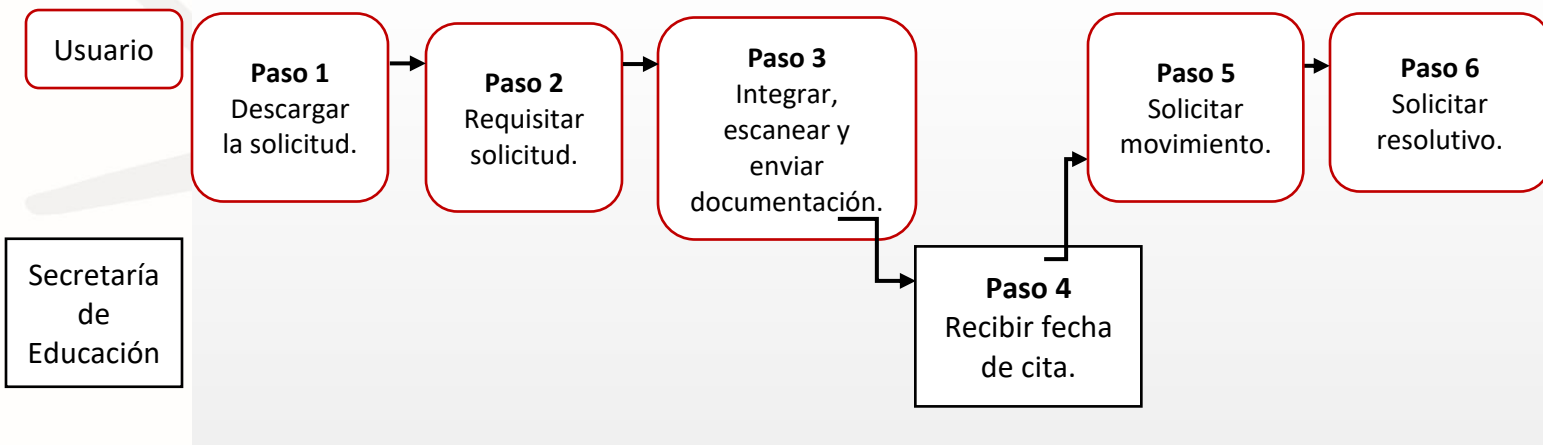 Usuario
Paso 1
Descargar
la solicitud.
Paso 2
Requisitar
solicitud.
Paso 3
Integrar,
escanear y
enviar
documentación.
Paso 5
Solicitar
movimiento.
Paso 6
Solicitar
resolutivo.
Secretaría
de
Educación
Paso 4
Recibir fecha
de cita.